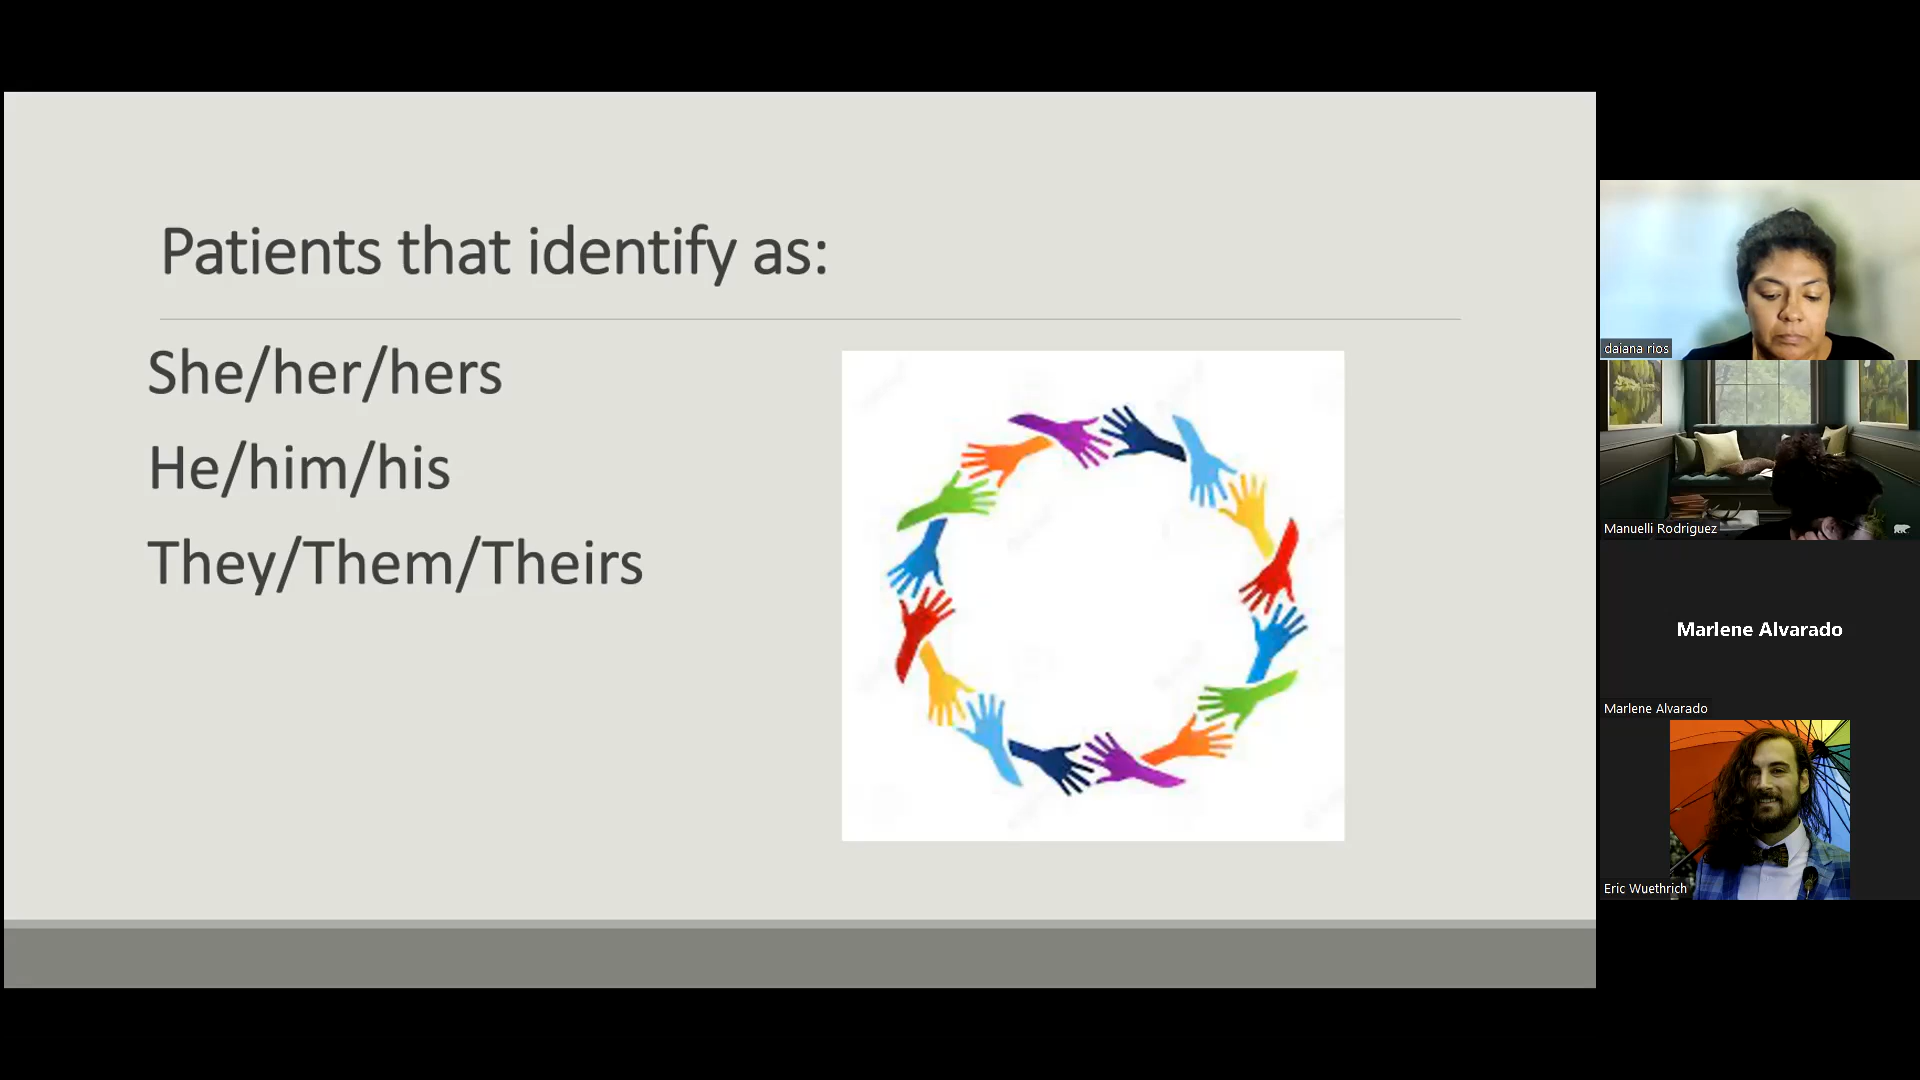 Patients that identify as:
She/her/hers
He/him/his
They/Them/Theirs
daiana rios
Manuelli Rodriguez
Marlene Alvarado
Marlene Alvarado
Eric Wuethrich